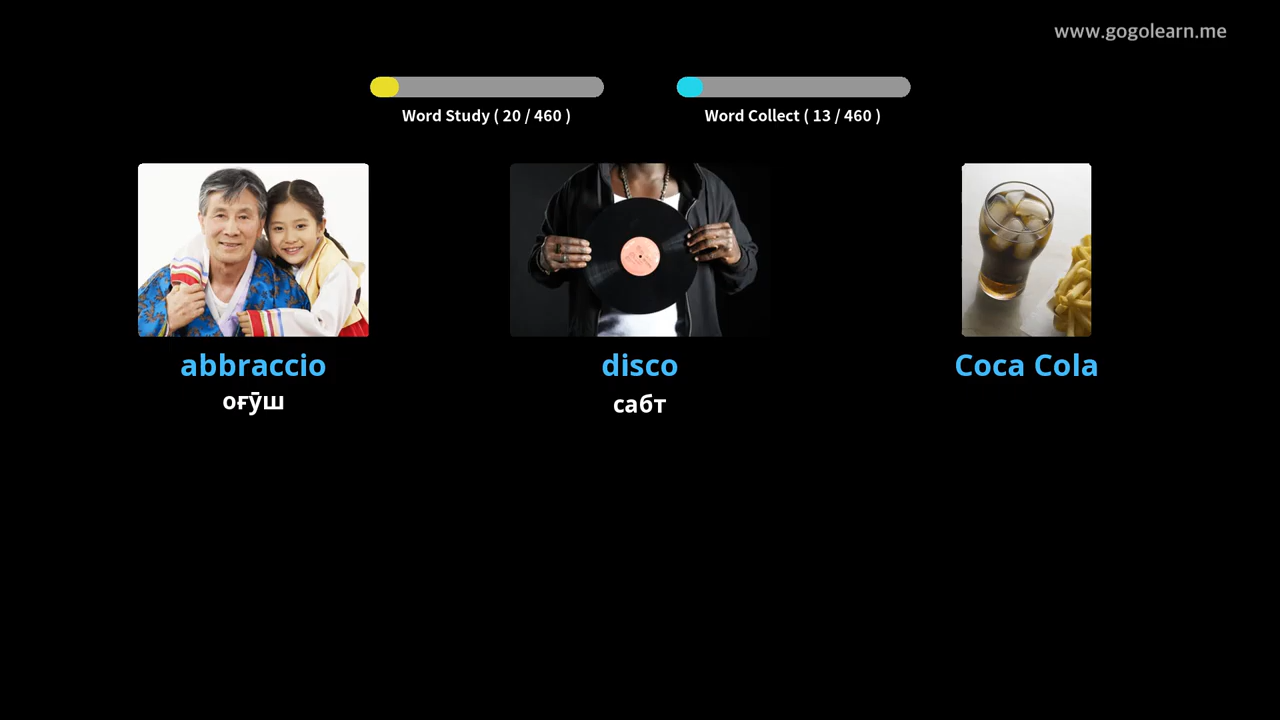 www.gogolearn.me
Word Study ( 20 / 460 )
Word Collect ( 13 / 460 )
abbraccio
disco
Coca Cola
оғӯш
сабт